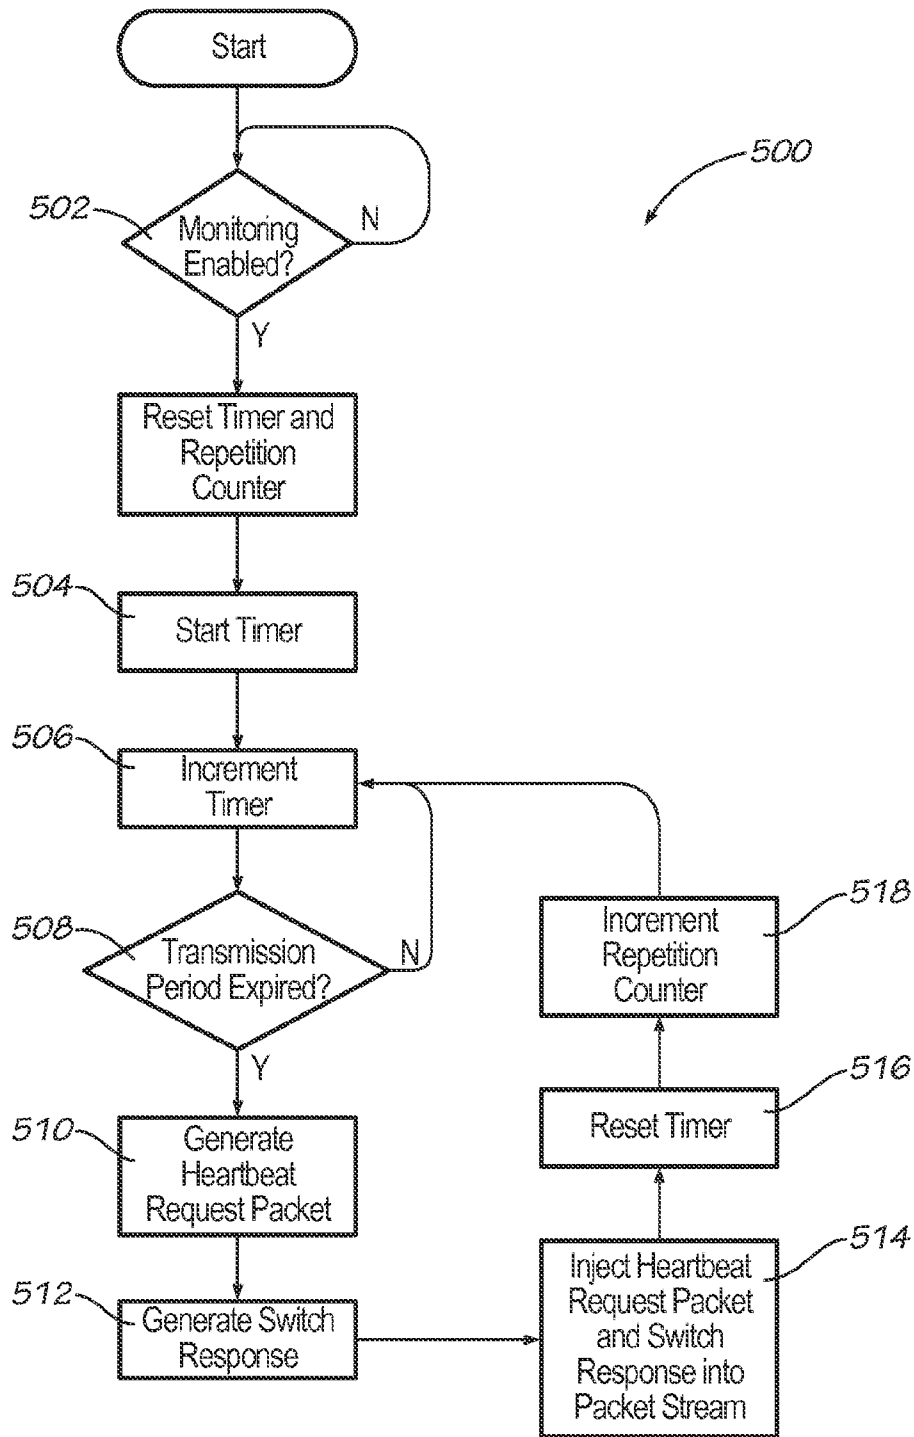 Start
500
502
Monitoring
Enabled?
N
Y
Reset Timer and
Repetition
Counter
504
Start Timer
506
Increment
Timer
508
Transmission
Period Expired?
N
Y
510
Generate
Heartbeat
Request Packet
512
Generate Switch
Response
514
Inject Heartbeat
Request Packet
and Switch
Response into
Packet Stream
516
Reset Timer
518
Increment
Repetition
Counter